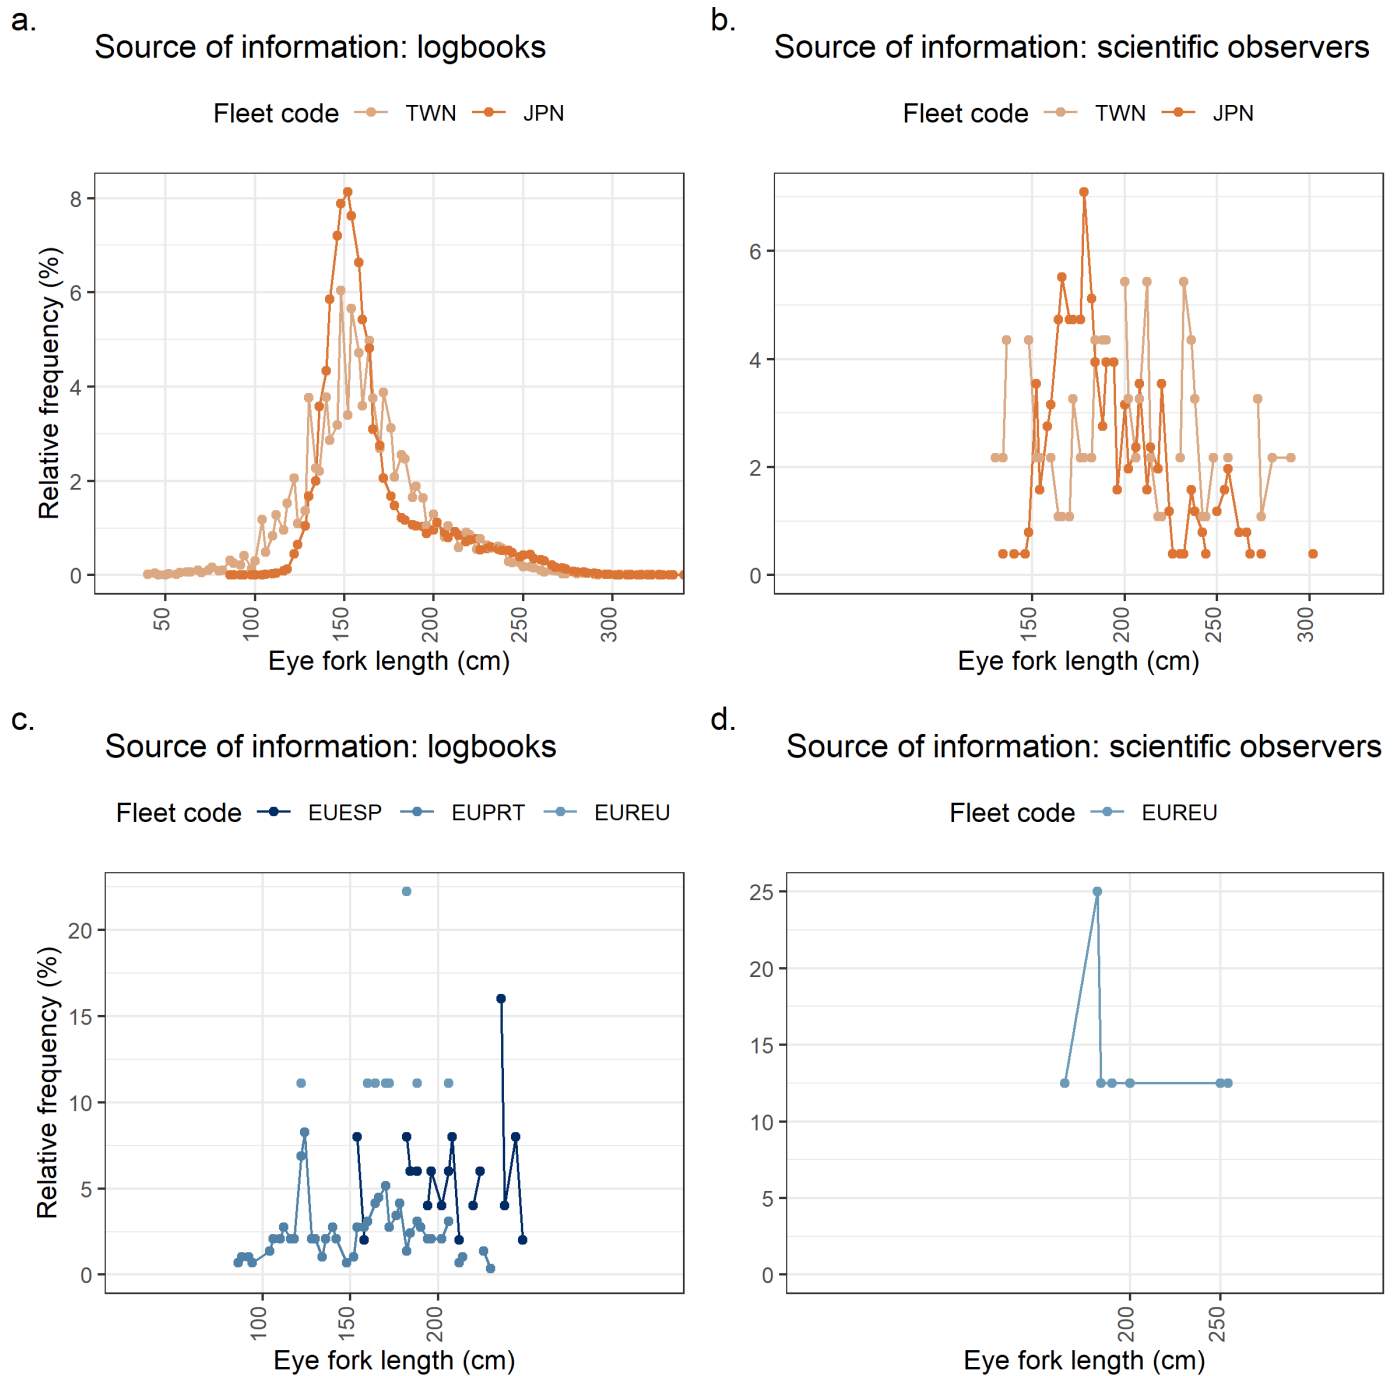 a.
Source of information: logbooks
Fleet code TWN JPN
Relative frequency (%)
8
6
4
2
0
50 100 150 200 250 300
Eye fork length (cm)
b.
Source of information: scientific observers
Fleet code TWN JPN
6
4
2
0
150 200 250 300
Eye fork length (cm)
c.
Source of information: logbooks
Fleet code EUESP EUPRT EUREU
Relative frequency (%)
20
15
10
5
0
100 150 200
Eye fork length (cm)
d.
Source of information: scientific observers
Fleet code EUREU
25
20
15
10
5
0
200 250
Eye fork length (cm)